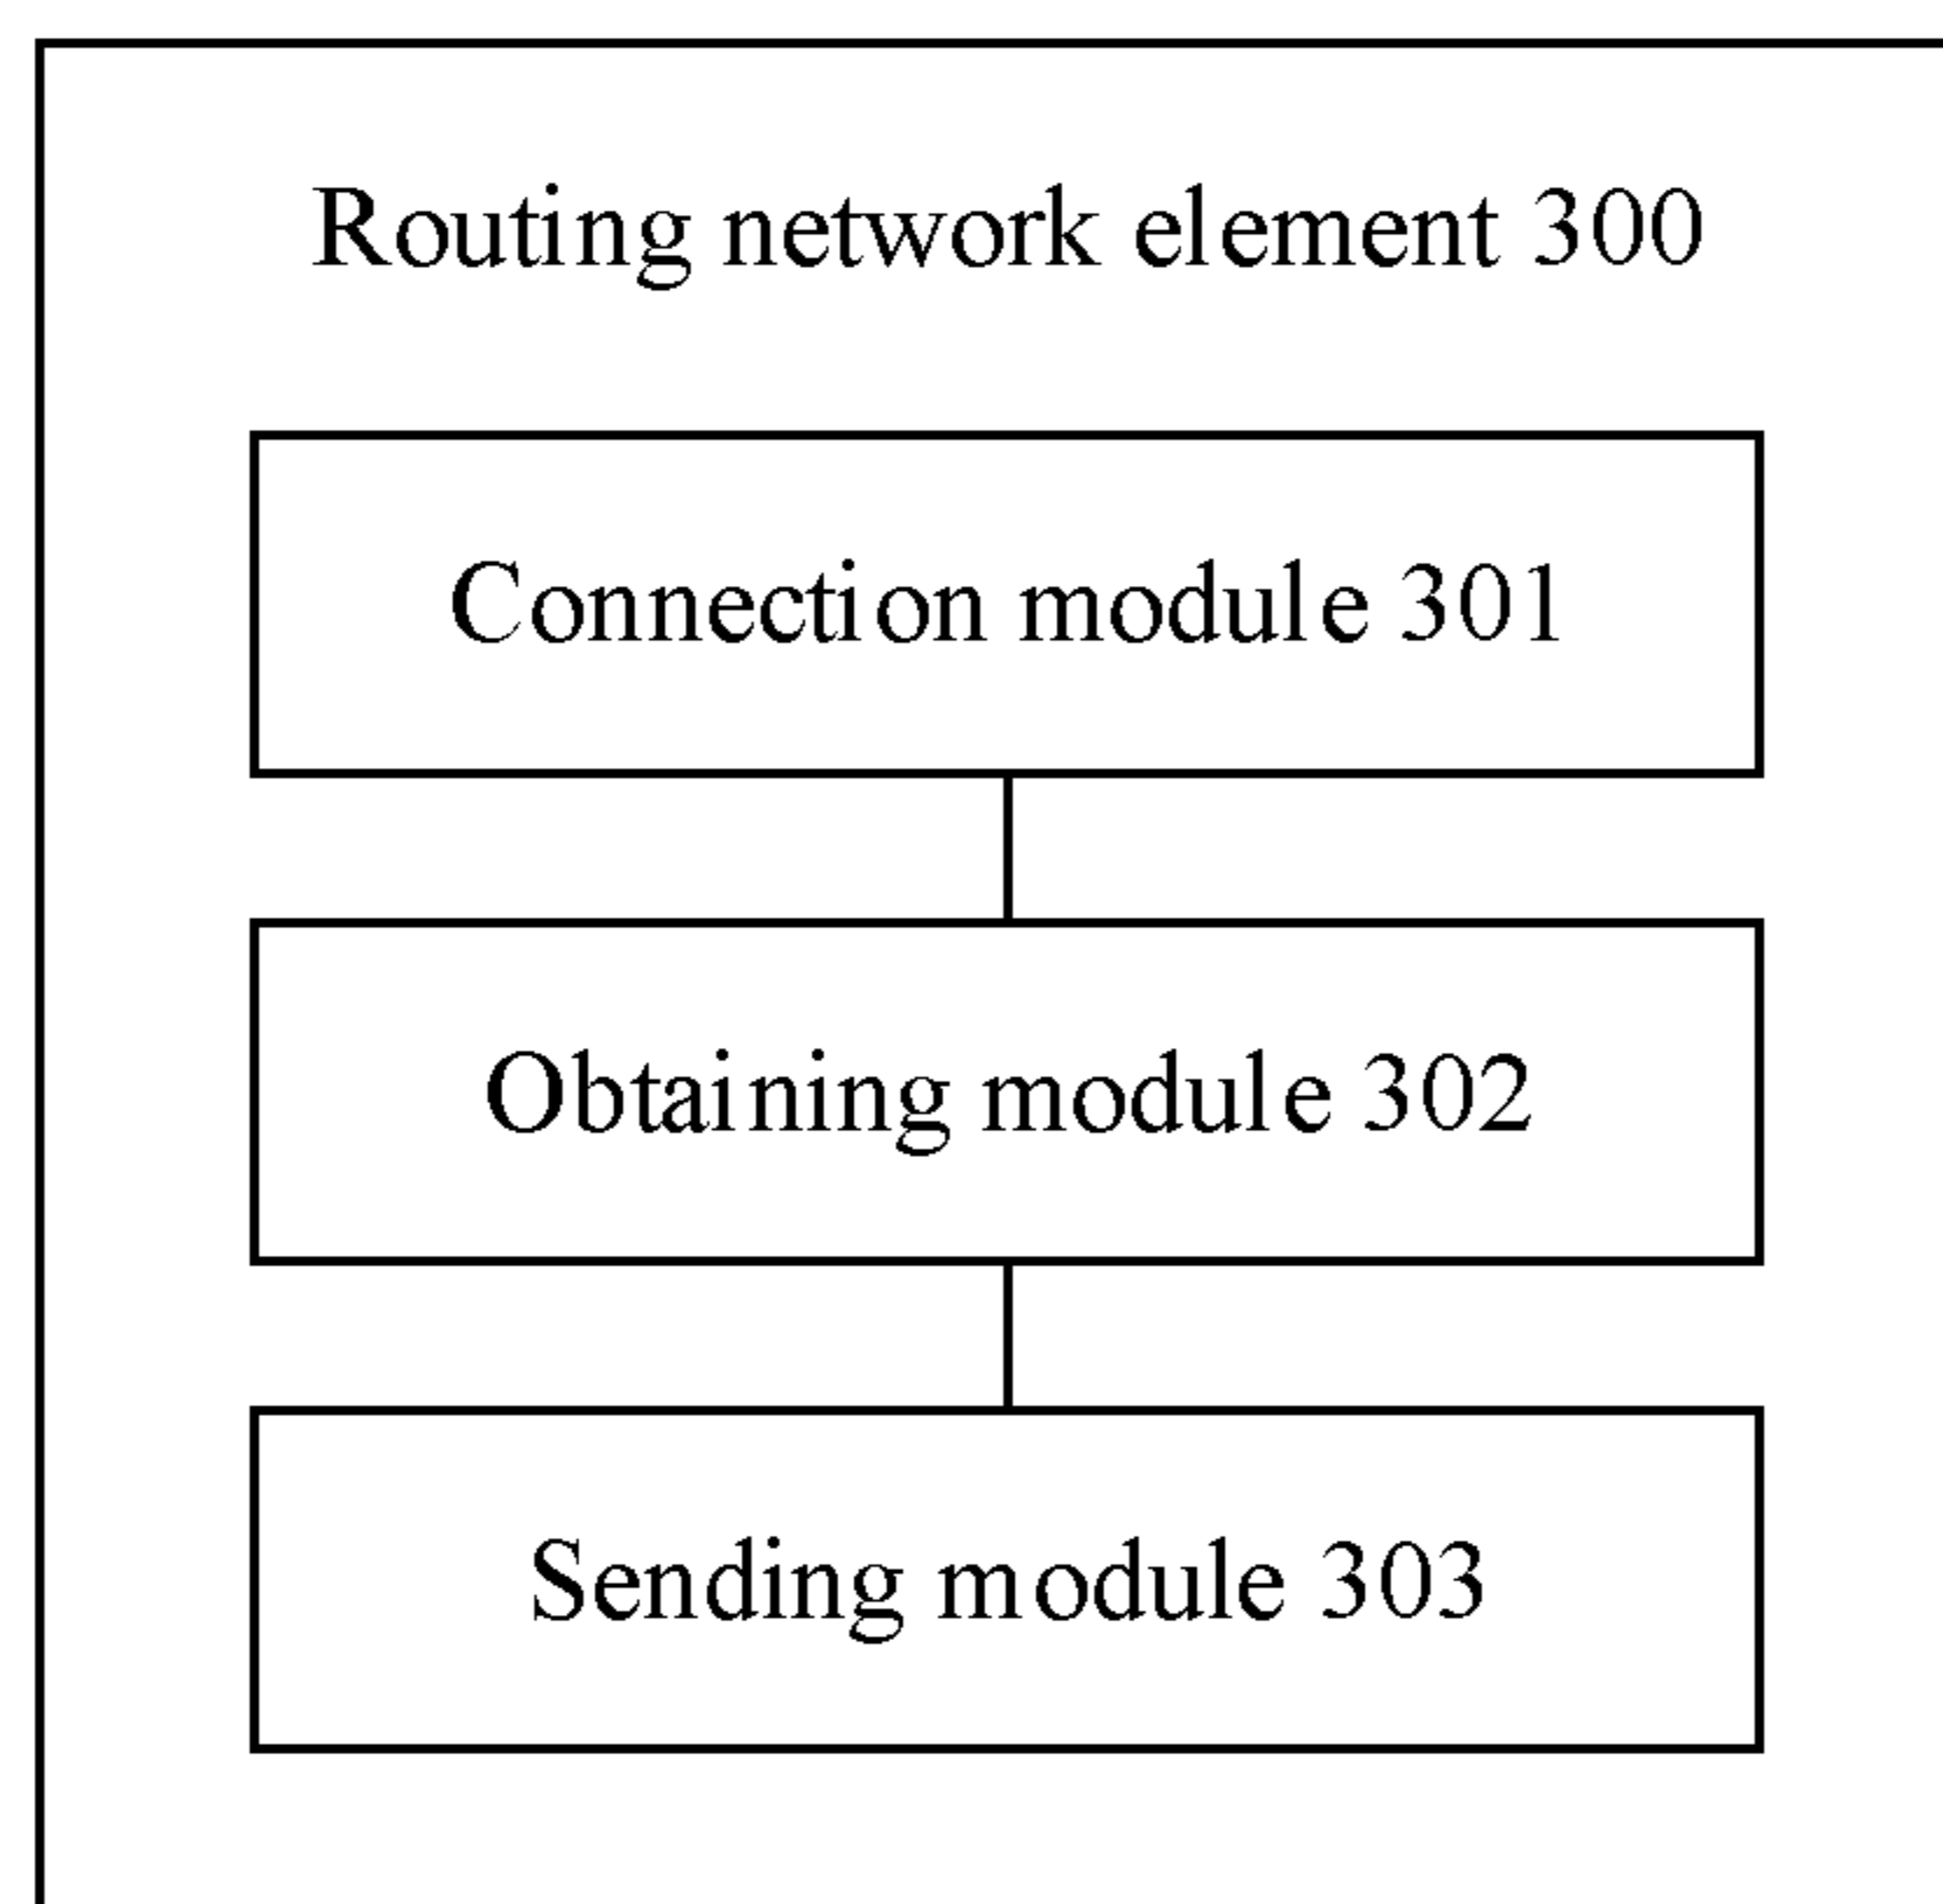 Routing network element 300
Connection module 301
Obtaining module 302
Sending module 303